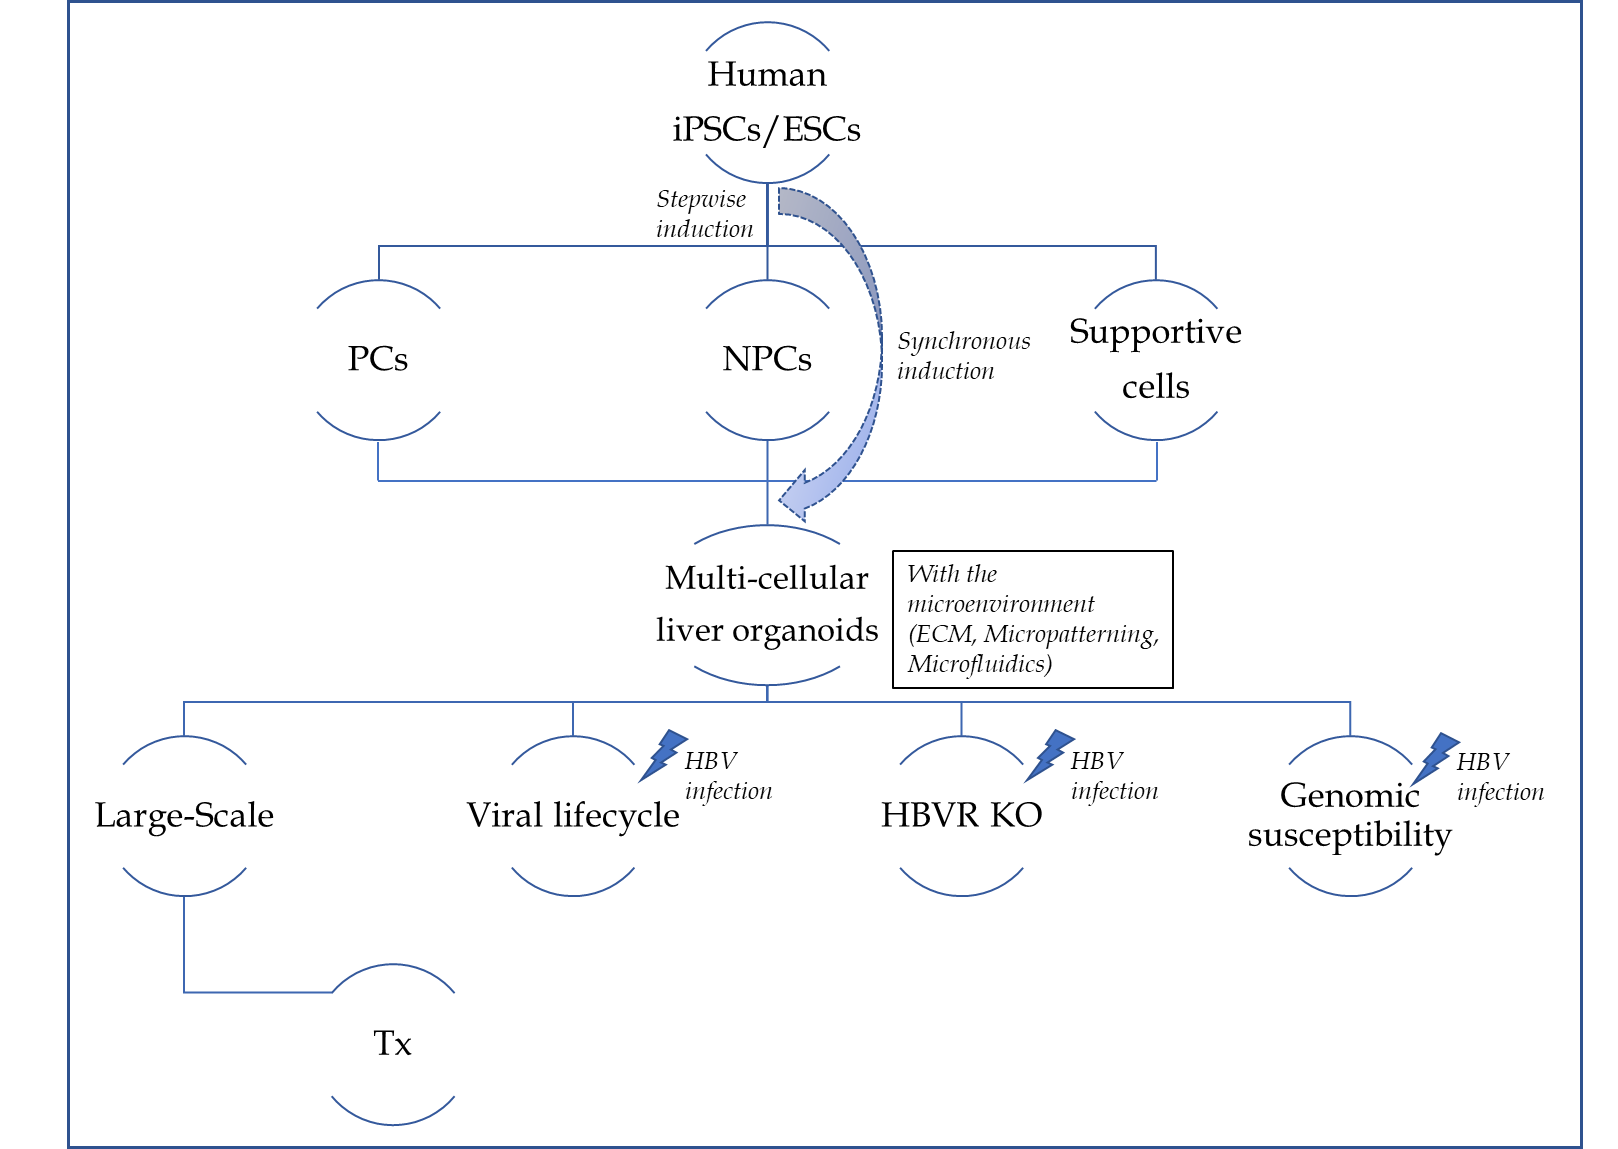 Human
iPSCs/ESCs
Stepwise
induction
PCs
NPCs
Synchronous
induction
Supportive
cells
Multi-cellular
liver organoids
With the
microenvironment
(ECM, Micropatterning,
Microfluidics)
Large-Scale
Viral lifecycle
HBV
infection
HBVR KO
HBV
infection
Genomic
susceptibility
HBV
infection
Tx